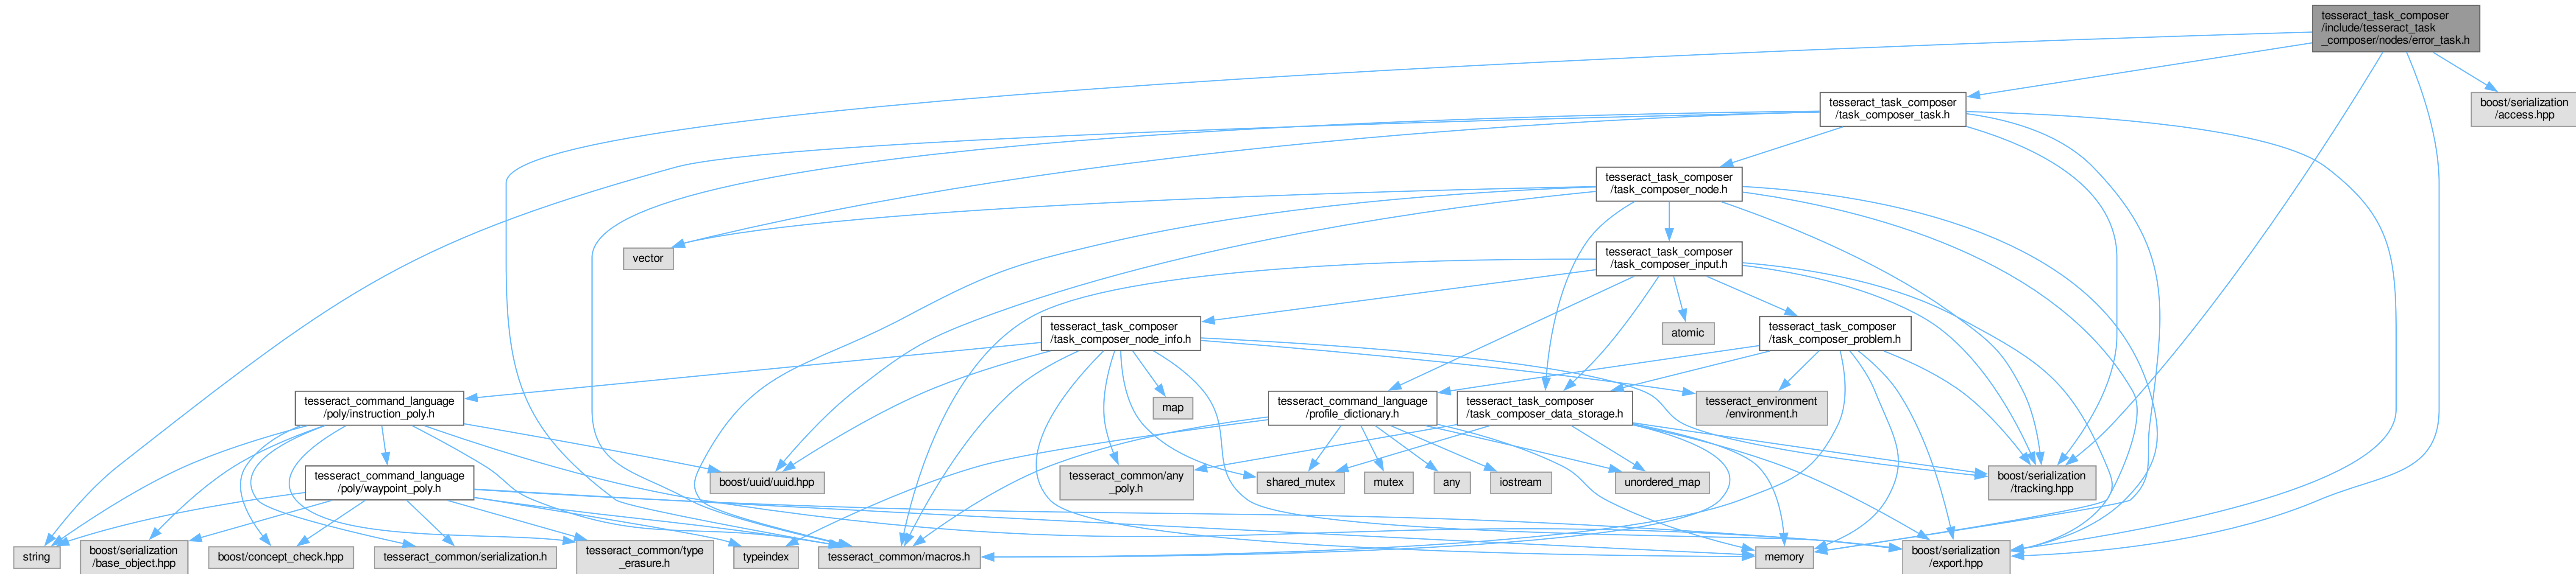 tesseract_task_composer
/include/tesseract_task
_composer/nodes/error_task.h
tesseract_task_composer
/task_composer_task.h
boost/serialization
/access.hpp
tesseract_task_composer
/task_composer_node.h
vector
tesseract_task_composer
/task_composer_input.h
tesseract_task_composer
/task_composer_node_info.h
atomic
tesseract_task_composer
/task_composer_problem.h
tesseract_command_language
/poly/instruction_poly.h
map
tesseract_command_language
/profile_dictionary.h
tesseract_task_composer
/task_composer_data_storage.h
tesseract_environment
/environment.h
tesseract_command_language
/poly/waypoint_poly.h
boost/uuid/uuid.hpp
tesseract_common/any
_poly.h
shared_mutex
mutex
any
iostream
unordered_map
boost/serialization
/tracking.hpp
string
boost/serialization
/base_object.hpp
boost/concept_check.hpp
tesseract_common/serialization.h
tesseract_common/type
_erasure.h
typeindex
tesseract_common/macros.h
memory
boost/serialization
/export.hpp